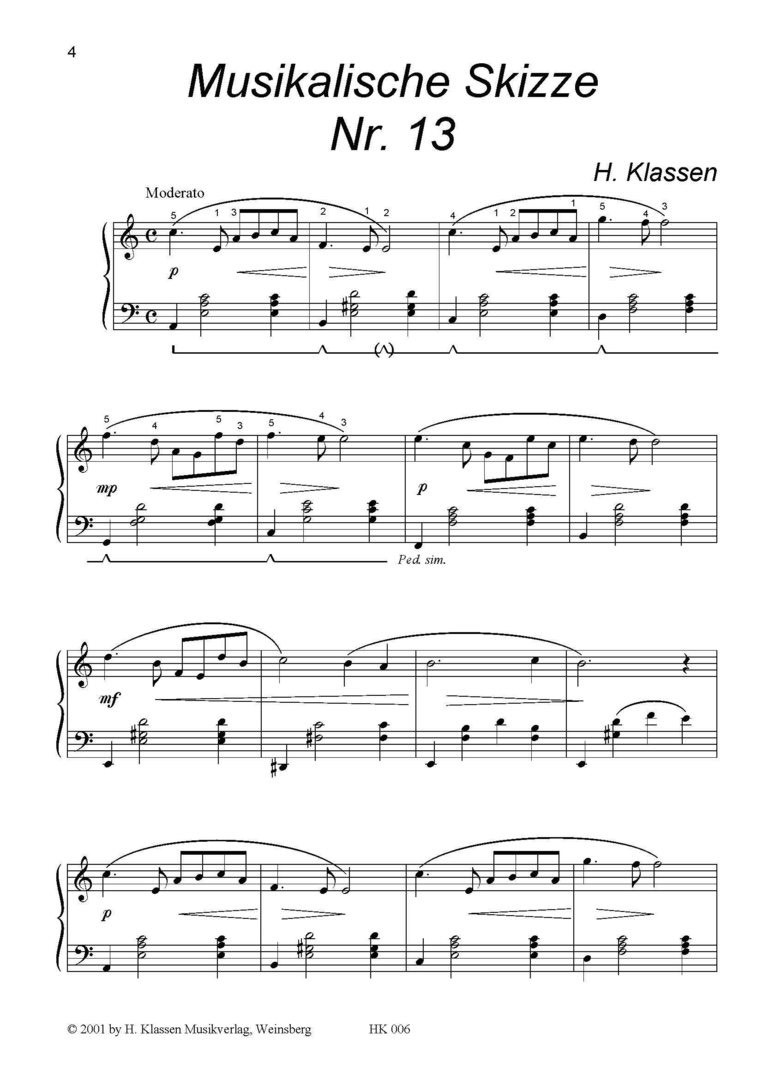 4
Musikalische Skizze
Nr. 13
H. Klassen
Moderato
5 1 3 2 1 2 4 1 2 1 5 4 3
p
5 4 5 3 5 4 3
mp p
Ped. sim.
mf
p
© 2001 by H. Klassen Musikverlag, Weinsberg HK 006